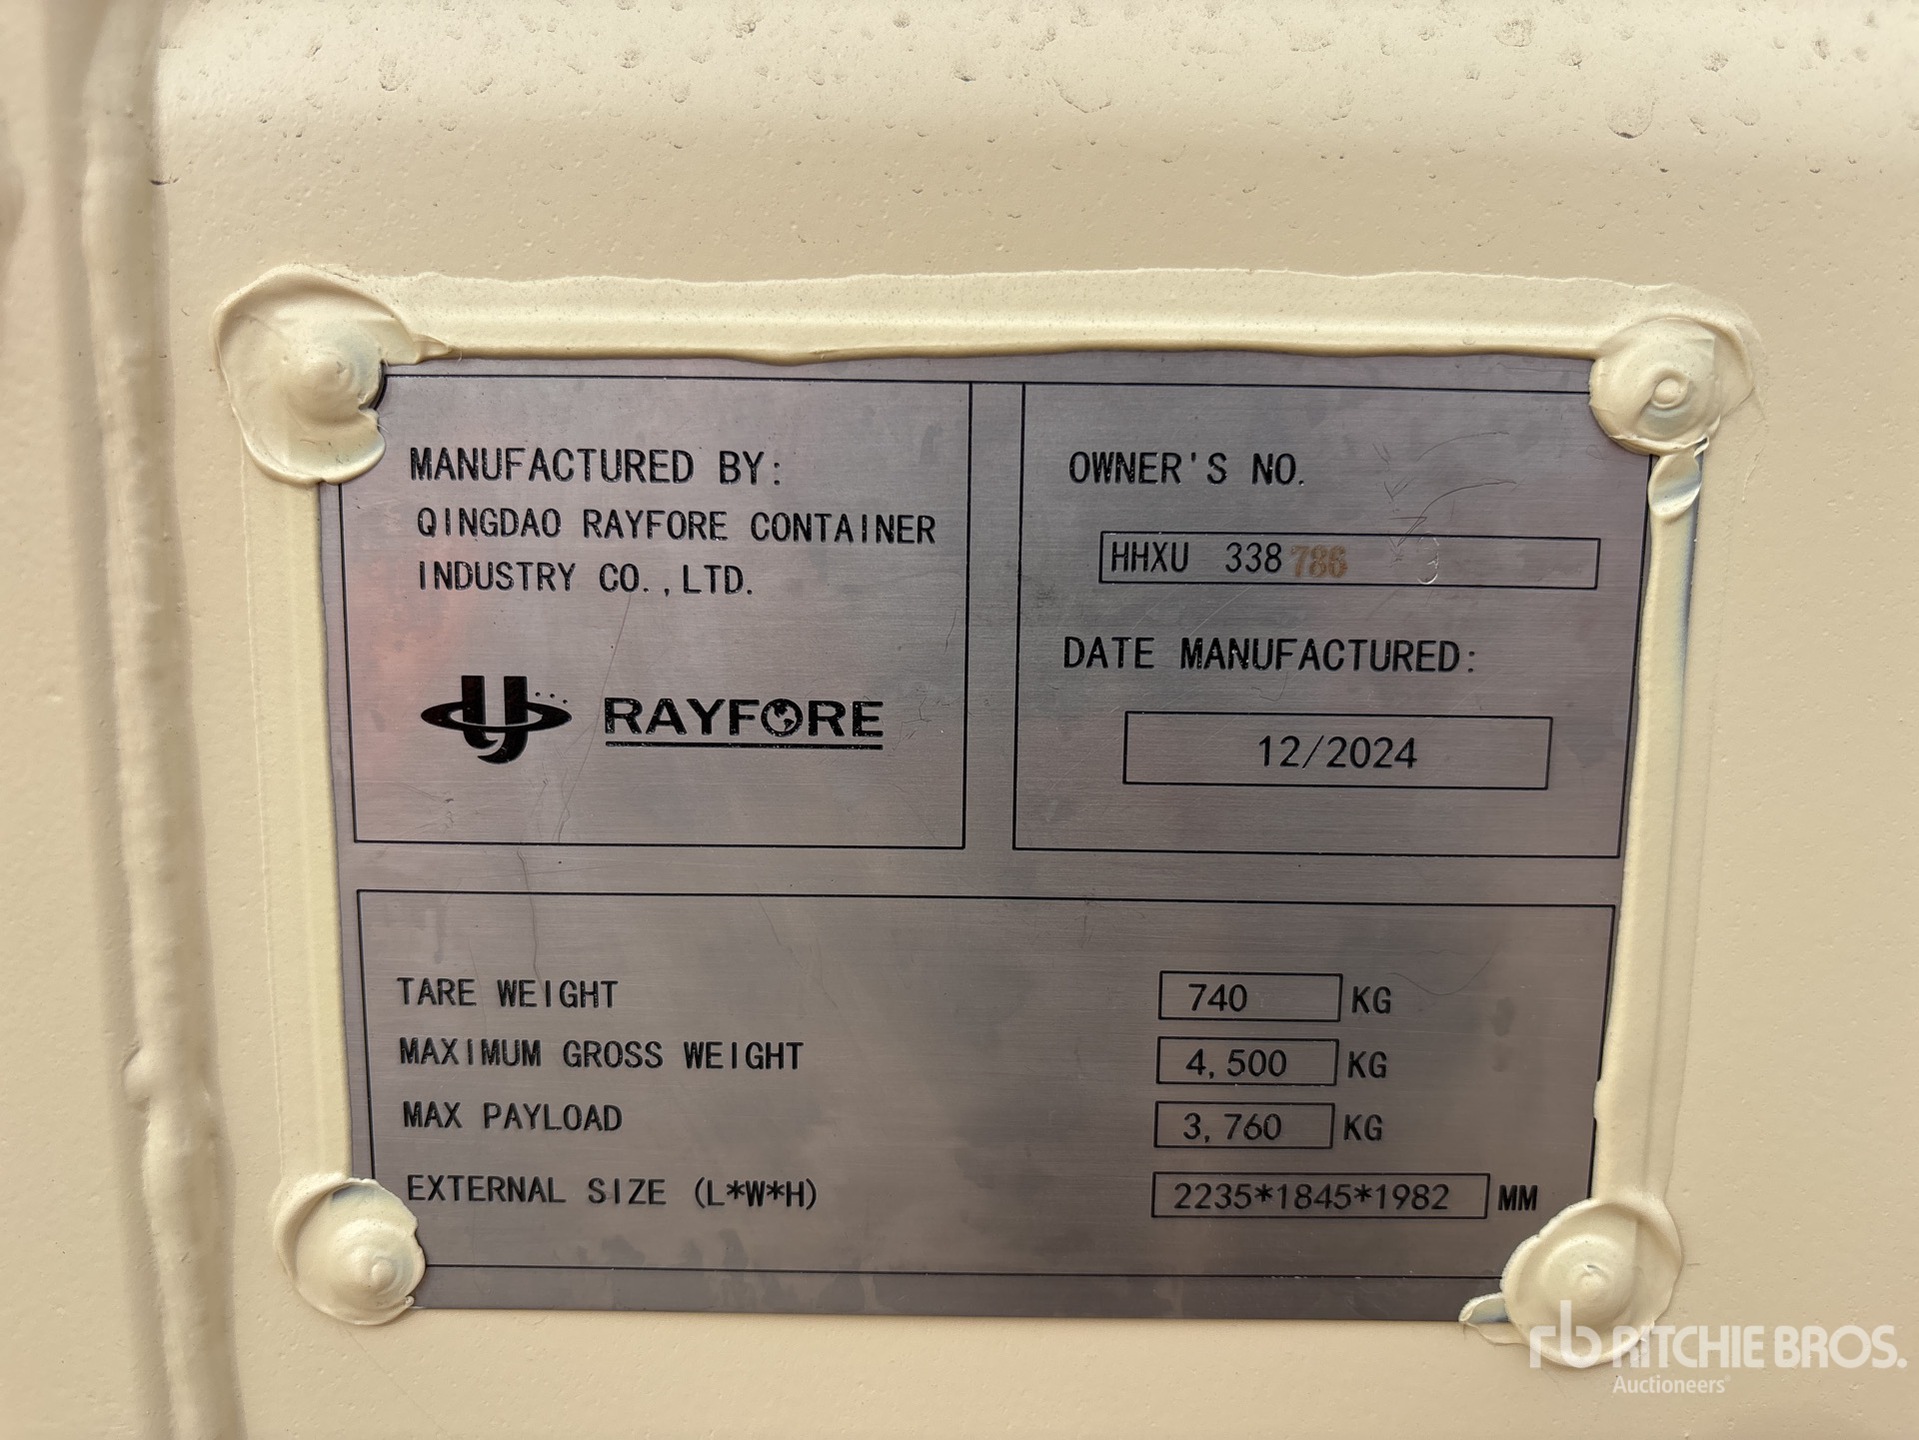 MANUFACTURED BY:
QINGDAO RAYFORE CONTAINER
INDUSTRY CO.,LTD.
RAYFORE
OWNER'S NO.
HHXU 338786
DATE MANUFACTURED:
12/2024
TARE WEIGHT 740 KG
MAXIMUM GROSS WEIGHT 4,500 KG
MAX PAYLOAD 3,760 KG
EXTERNAL SIZE (L*W*H) 2235*1845*1982 MM
rb RITCHIE BROS.
Auctioneers